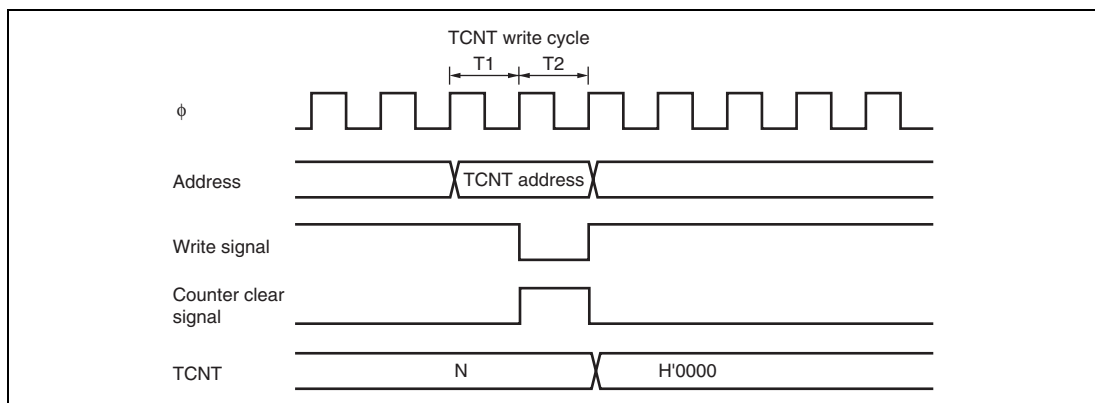 TCNT write cycle
T1 T2
ϕ
Address
TCNT address
Write signal
Counter clear
signal
TCNT
N
H'0000